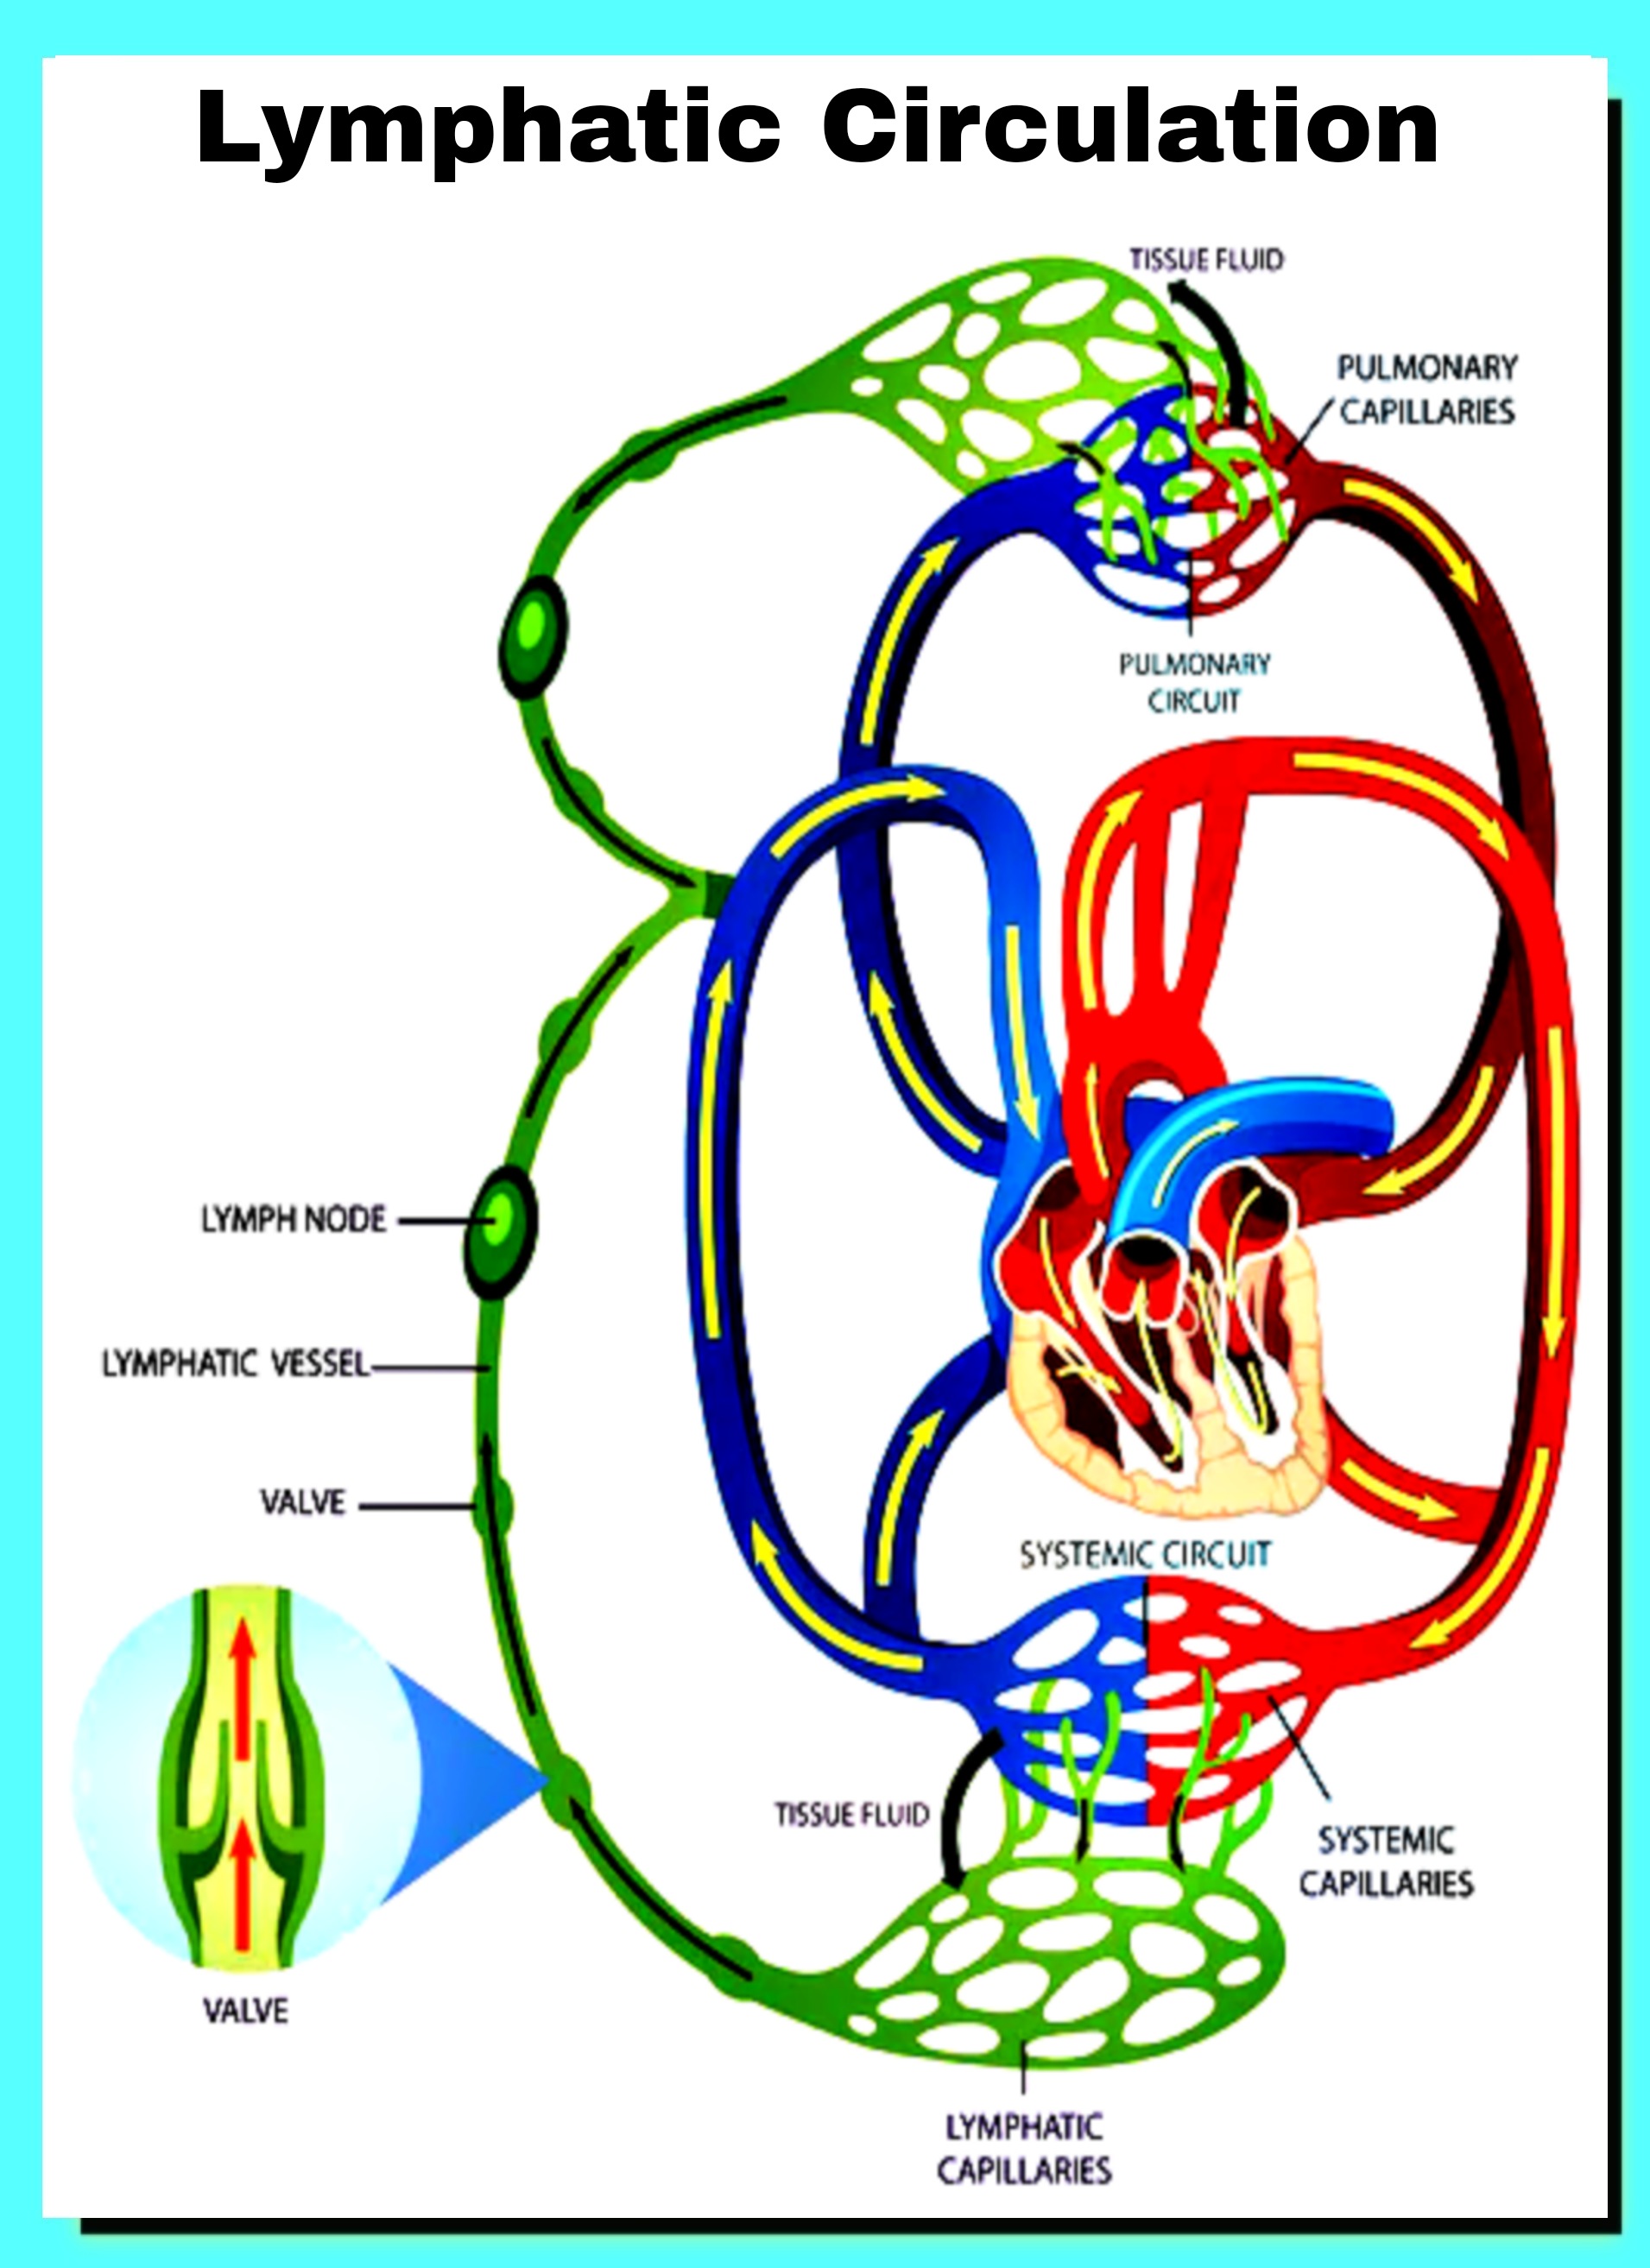 Lymphatic Circulation
TISSUE FLUID
PULMONARY
CAPILLARIES
PULMONARY
CIRCUIT
LYMPH NODE
LYMPHATIC VESSEL
VALVE
SYSTEMIC CIRCUIT
TISSUE FLUID
SYSTEMIC
CAPILLARIES
VALVE
LYMPHATIC
CAPILLARIES